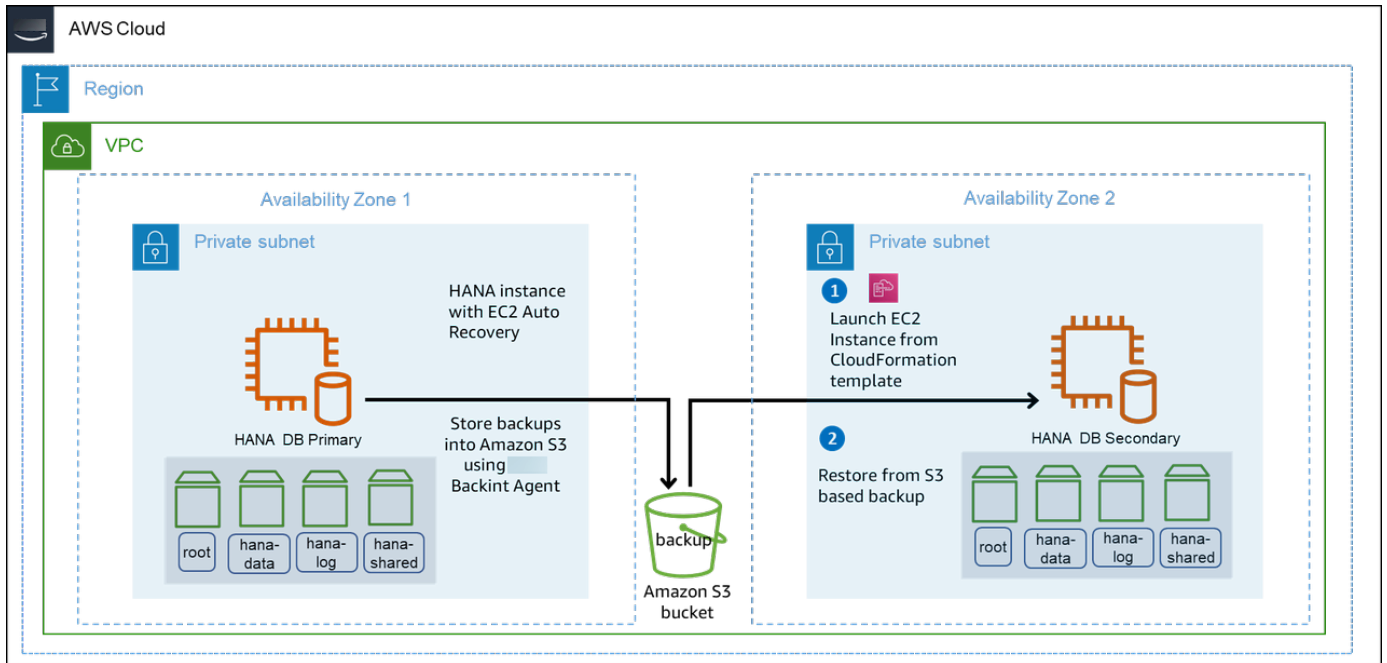 AWS Cloud
Region
VPC
Availability Zone 1
Private subnet
HANA instance
with EC2 Auto
Recovery
HANA DB Primary
Store backups
into Amazon S3
using
Backint Agent
root
hana-
data
hana-
log
hana-
shared
backup
Amazon S3
bucket
Availability Zone 2
Private subnet
1
Launch EC2
Instance from
CloudFormation
template
2
Restore from S3
based backup
HANA DB Secondary
root
hana-
data
hana-
log
hana-
shared